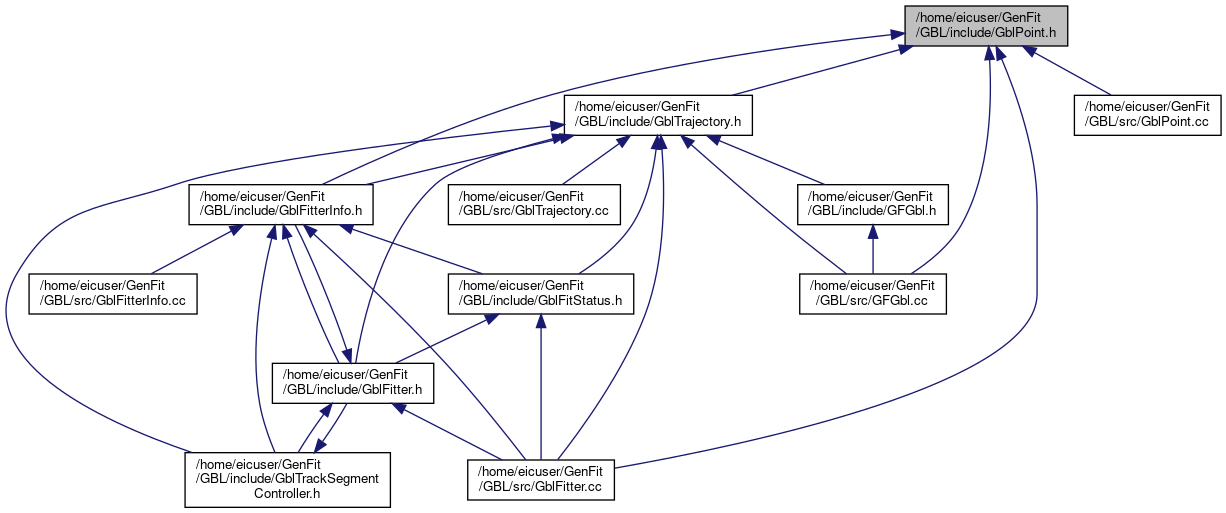 /home/eicuser/GenFit
/GBL/include/GblPoint.h
/home/eicuser/GenFit
/GBL/include/GblTrajectory.h
/home/eicuser/GenFit
/GBL/src/GblPoint.cc
/home/eicuser/GenFit
/GBL/include/GblFitterInfo.h
/home/eicuser/GenFit
/GBL/src/GblTrajectory.cc
/home/eicuser/GenFit
/GBL/include/GFGbl.h
/home/eicuser/GenFit
/GBL/src/GblFitterInfo.cc
/home/eicuser/GenFit
/GBL/include/GblFitStatus.h
/home/eicuser/GenFit
/GBL/src/GFGbl.cc
/home/eicuser/GenFit
/GBL/include/GblFitter.h
/home/eicuser/GenFit
/GBL/include/GblTrackSegment
Controller.h
/home/eicuser/GenFit
/GBL/src/GblFitter.cc